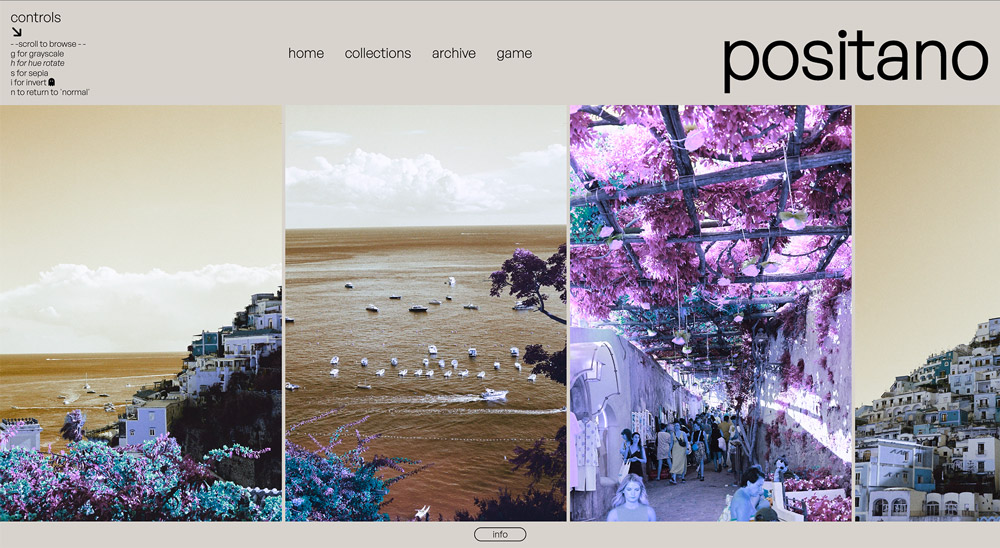 controls
- -scroll to browse - -
g for grayscale
h for hue rotate
s for sepia
i for invert
n to return to `normal`
home collections archive game
positano
info